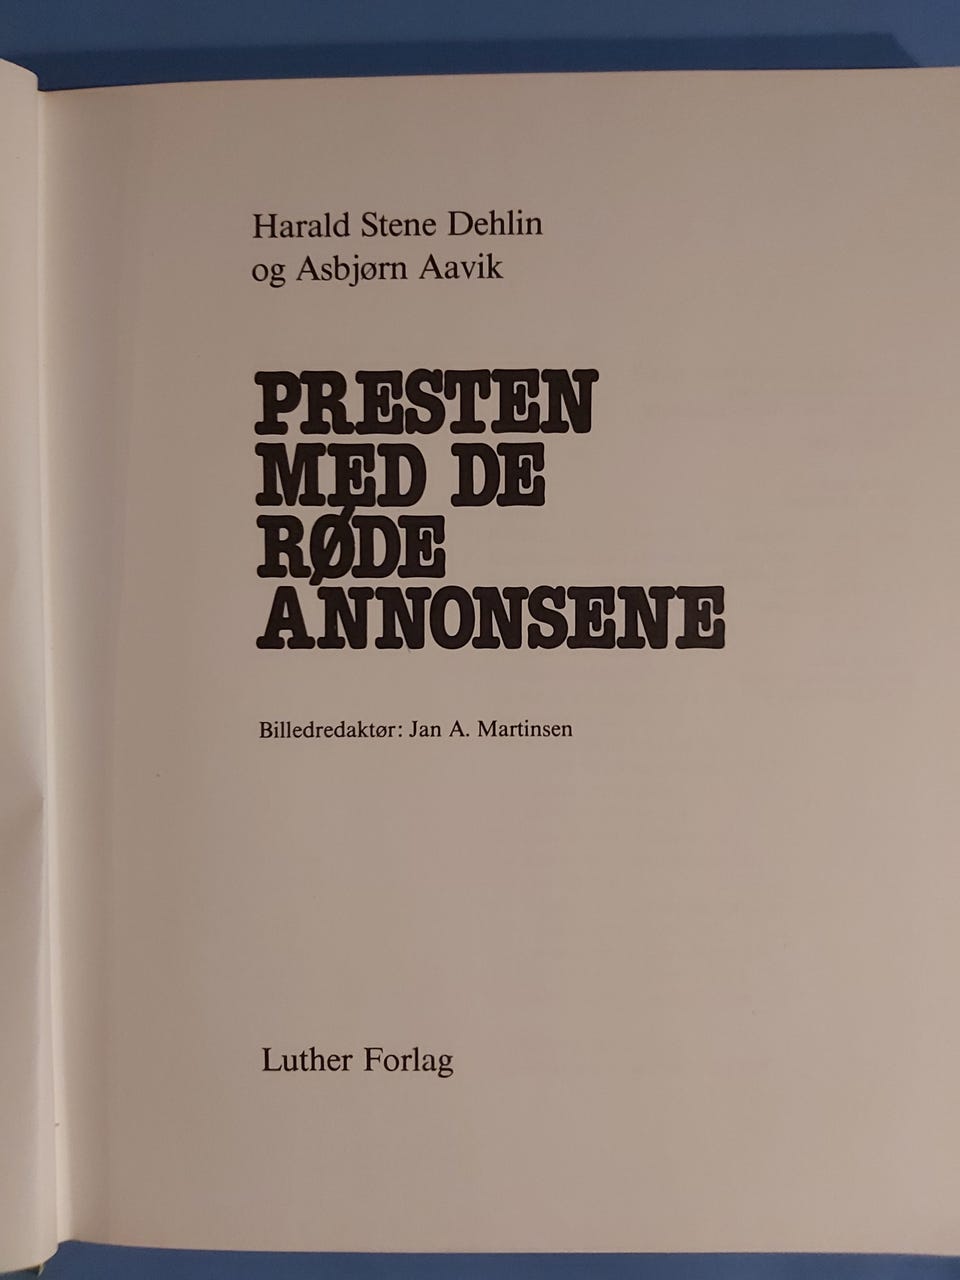 Harald Stene Dehlin
og Asbjørn Aavik
PRESTEN
MED DE
RØDE
ANNONSENE
Billedredaktør: Jan A. Martinsen
Luther Forlag